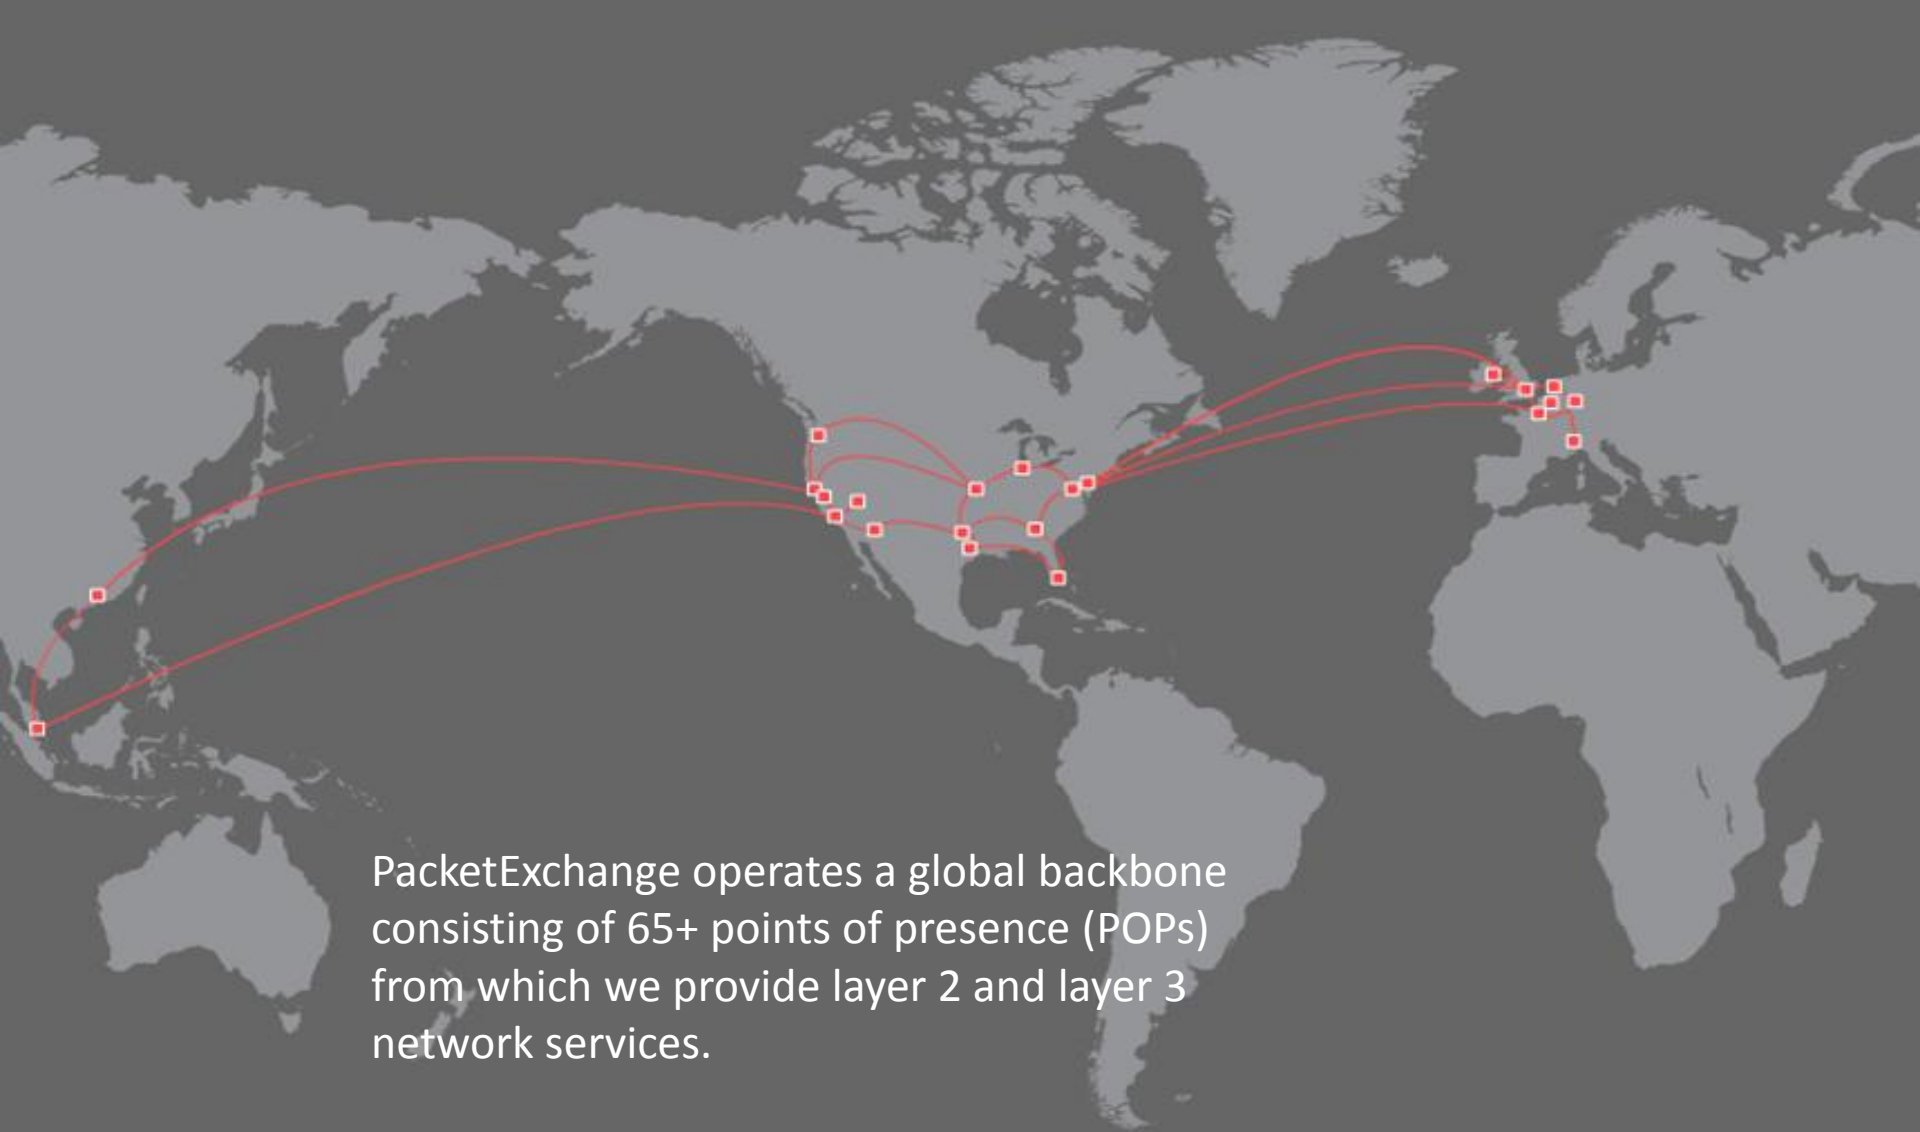 PacketExchange operates a global backbone
consisting of 65+ points of presence (POPs)
from which we provide layer 2 and layer 3
network services.